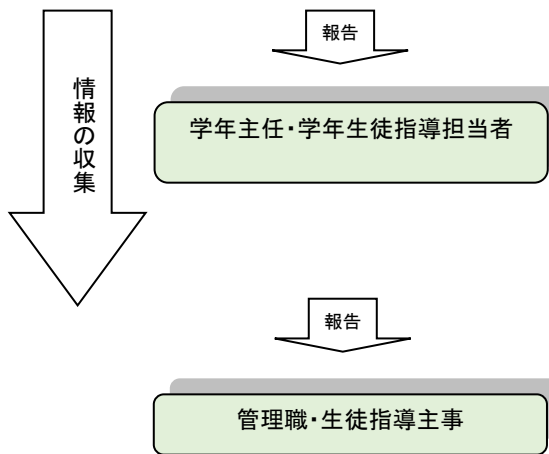 報告
情報の収集
学年主任・学年生徒指導担当者
報告
管理職・生徒指導主事